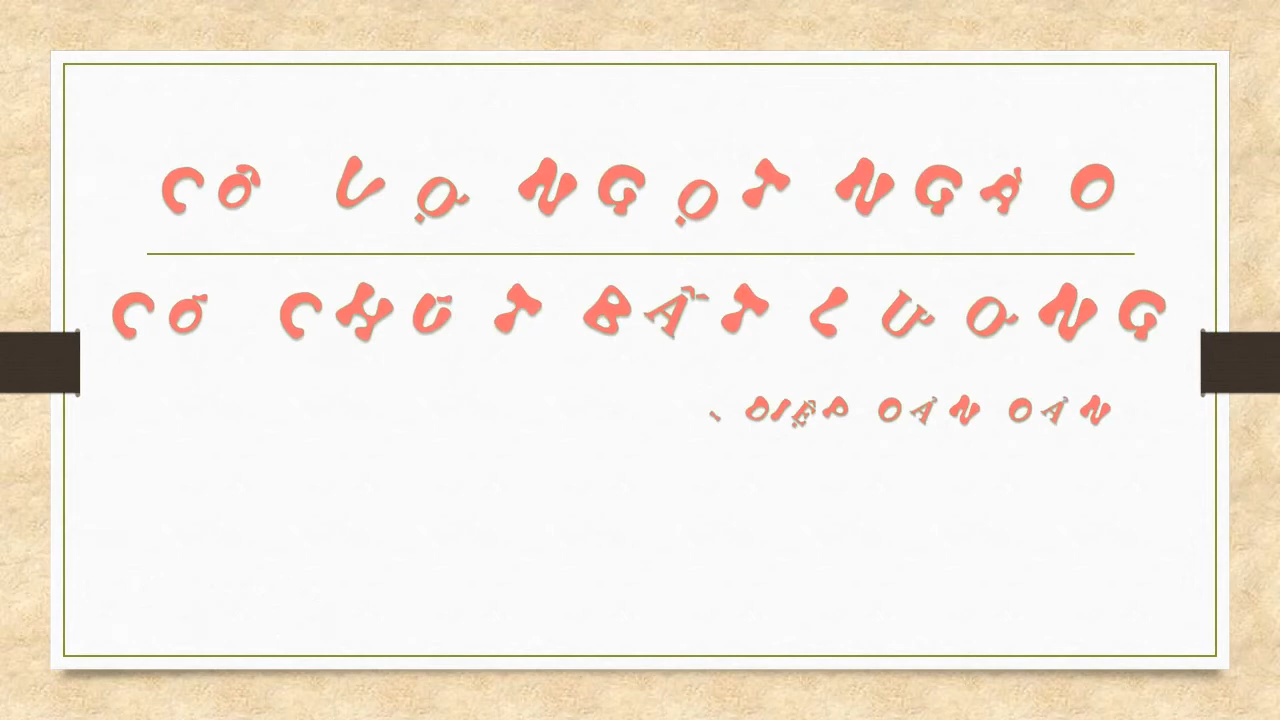 CÔ VỢ NGỌT NGÀO
CÓ CHÚT BẤT LƯƠNG
- DIỆP OẢN OẢN